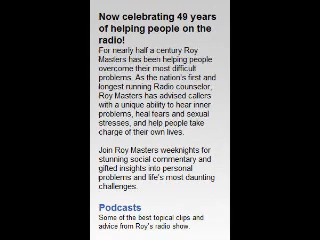 Now celebrating 49 years
of helping people on the
radio!
For nearly half a century Roy
Masters has been helping people
overcome their most difficult
problems. As the nation's first and
longest running Radio counselor,
Roy Masters has advised callers
with a unique ability to hear inner
problems, heal fears and sexual
stresses, and help people take
charge of their own lives.
Join Roy Masters weeknights for
stunning social commentary and
gifted insights into personal
problems and life's most daunting
challenges.
Podcasts
Some of the best topical clips and
advice from Roy's radio show.